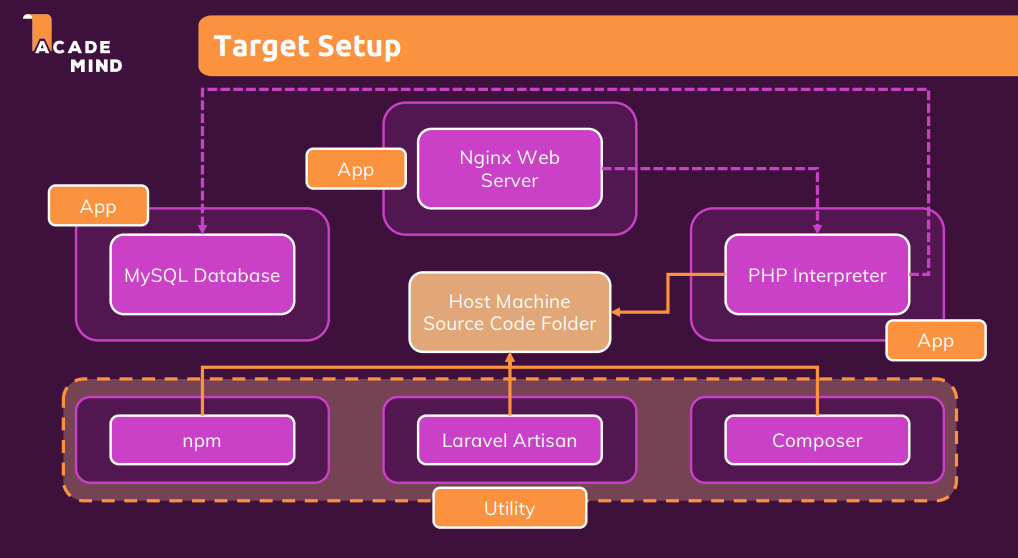 ACADE
MIND
Target Setup
App
Nginx Web
Server
App
MySQL Database
PHP Interpreter
Host Machine
Source Code Folder
App
npm
Laravel Artisan
Composer
Utility